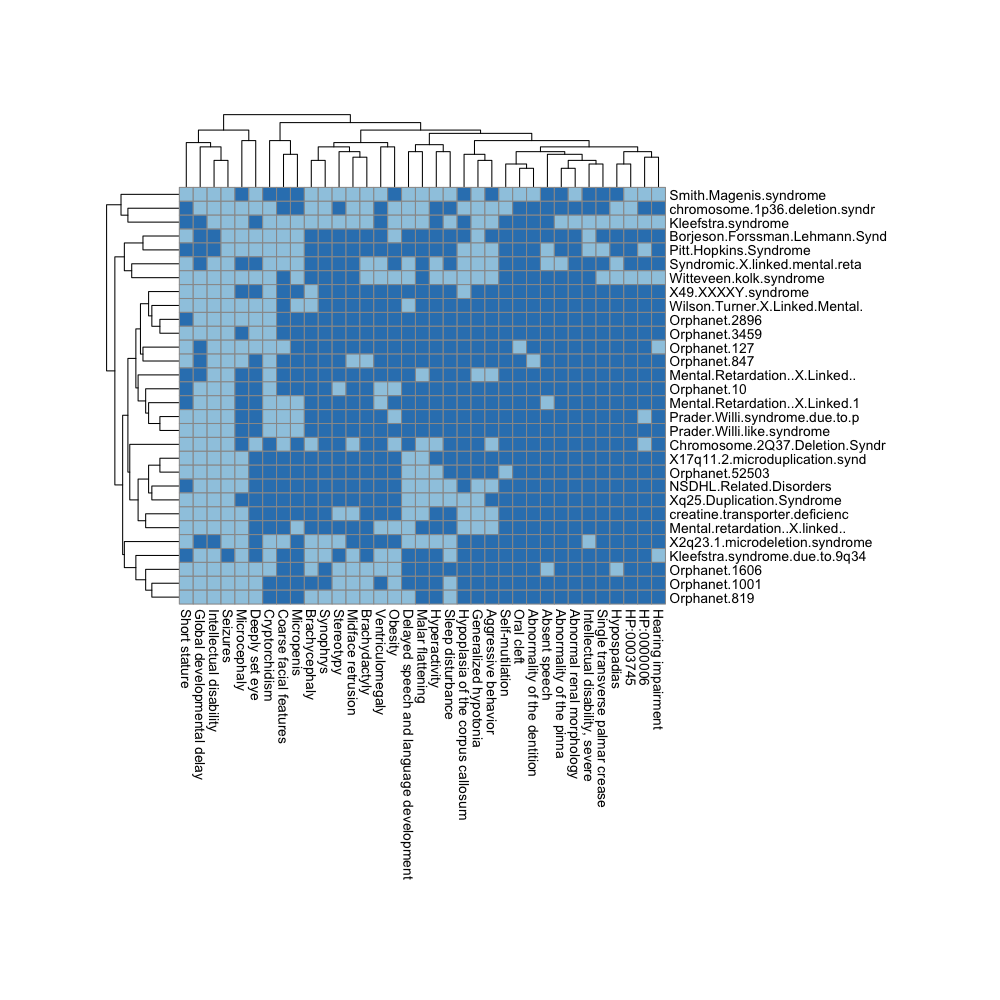 Smith.Magenis.syndrome
chromosome.1p36.deletion.syndr
Kleefstra.syndrome
Borjeson.Forssman.Lehmann.Synd
Pitt.Hopkins.Syndrome
Syndromic.X.linked.mental.reta
Witteveen.kolk.syndrome
X49.XXXXY.syndrome
Wilson.Turner.X.Linked.Mental.
Orphanet.2896
Orphanet.3459
Orphanet.127
Orphanet.847
Mental.Retardation..X.Linked..
Orphanet.10
Mental.Retardation..X.Linked.1
Prader.Willi.syndrome.due.to.p
Prader.Willi.like.syndrome
Chromosome.2Q37.Deletion.Syndr
X17q11.2.microduplication.synd
Orphanet.52503
NSDHL.Related.Disorders
Xq25.Duplication.Syndrome
creatine.transporter.deficienc
Mental.retardation..X.linked..
X2q23.1.microdeletion.syndrome
Kleefstra.syndrome.due.to.9q34
Orphanet.1606
Orphanet.1001
Orphanet.819
Short stature
Global developmental delay
Intellectual disability
Seizures
Microcephaly
Deeply set eye
Cryptorchidism
Coarse facial features
Micropenis
Brachycephaly
Synophrys
Stereotypy
Midface retrusion
Brachydactyly
Ventriculomegaly
Obesity
Delayed speech and language development
Malar flattening
Hyperactivity
Sleep disturbance
Hypoplasia of the corpus callosum
Generalized hypotonia
Aggressive behavior
Self-mutilation
Oral cleft
Abnormality of the dentition
Absent speech
Abnormality of the pinna
Abnormal renal morphology
Intellectual disability, severe
Single transverse palmar crease
Hypospadias
HP:0003745
HP:0000006
Hearing impairment